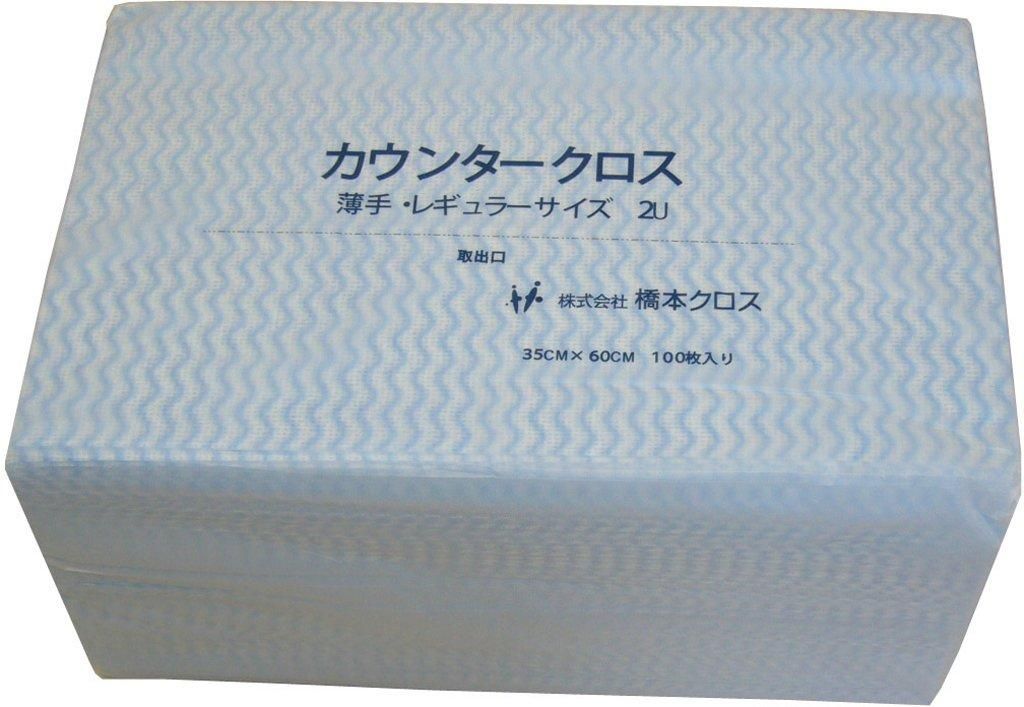 カウンタークロス
薄手・レギュラーサイズ 2U
取出口
株式会社 橋本クロス
35CM×60CM 100枚入り